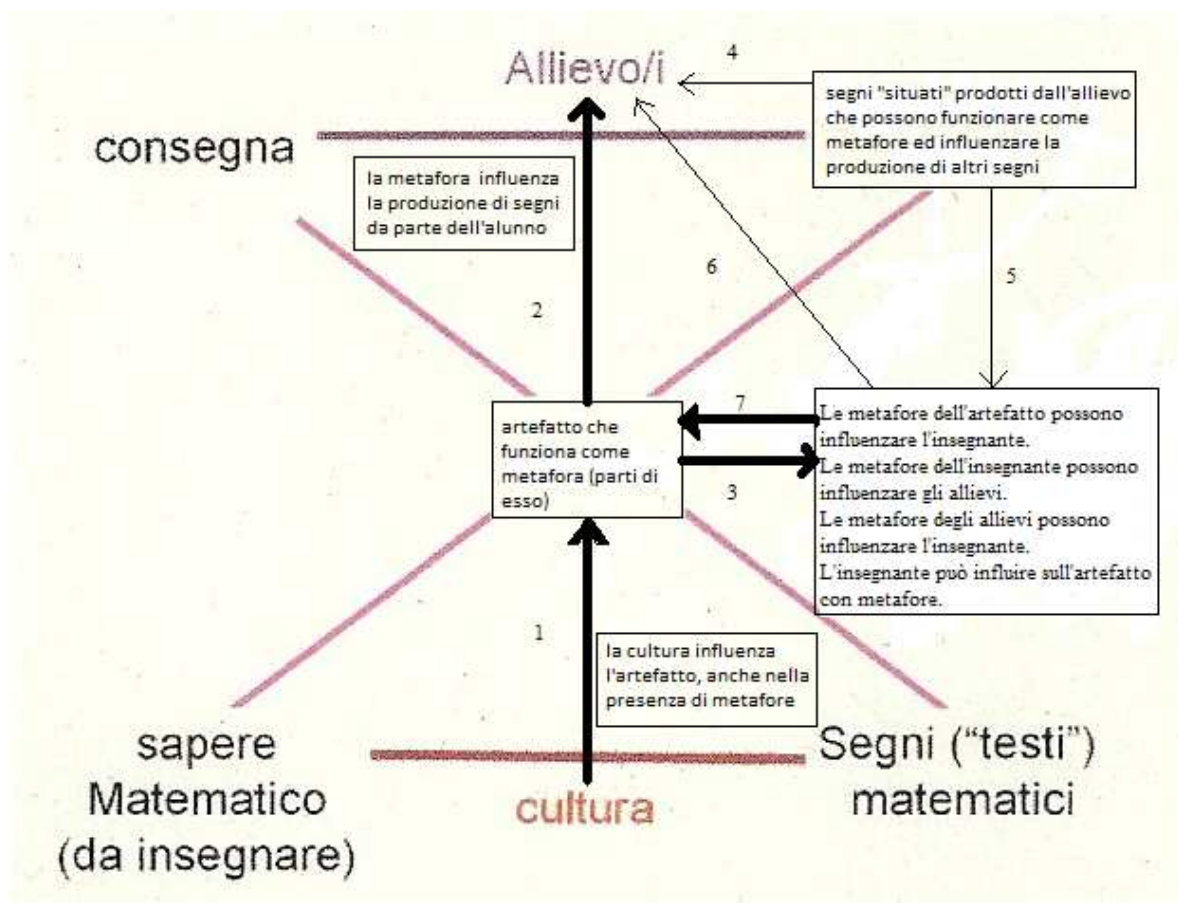 Allievo/i
4
segni "situati" prodotti dall'allievo
che possono funzionare come
metafore ed influenzare la
produzione di altri segni
consegna
la metafora influenza
la produzione di segni
da parte dell'alunno
6
5
2
artefatto che
funziona come
metafora (parti di
esso)
7
3
Le metafore dell'artefatto possono
influenzare l'insegnante.
Le metafore dell'insegnante possono
influenzare gli allievi.
Le metafore degli allievi possono
influenzare l'insegnante.
L'insegnante può influire sull'artefatto
con metafore.
1
la cultura influenza
l'artefatto, anche nella
presenza di metafore
sapere
Matematico
(da insegnare)
cultura
Segni ("testi")
matematici